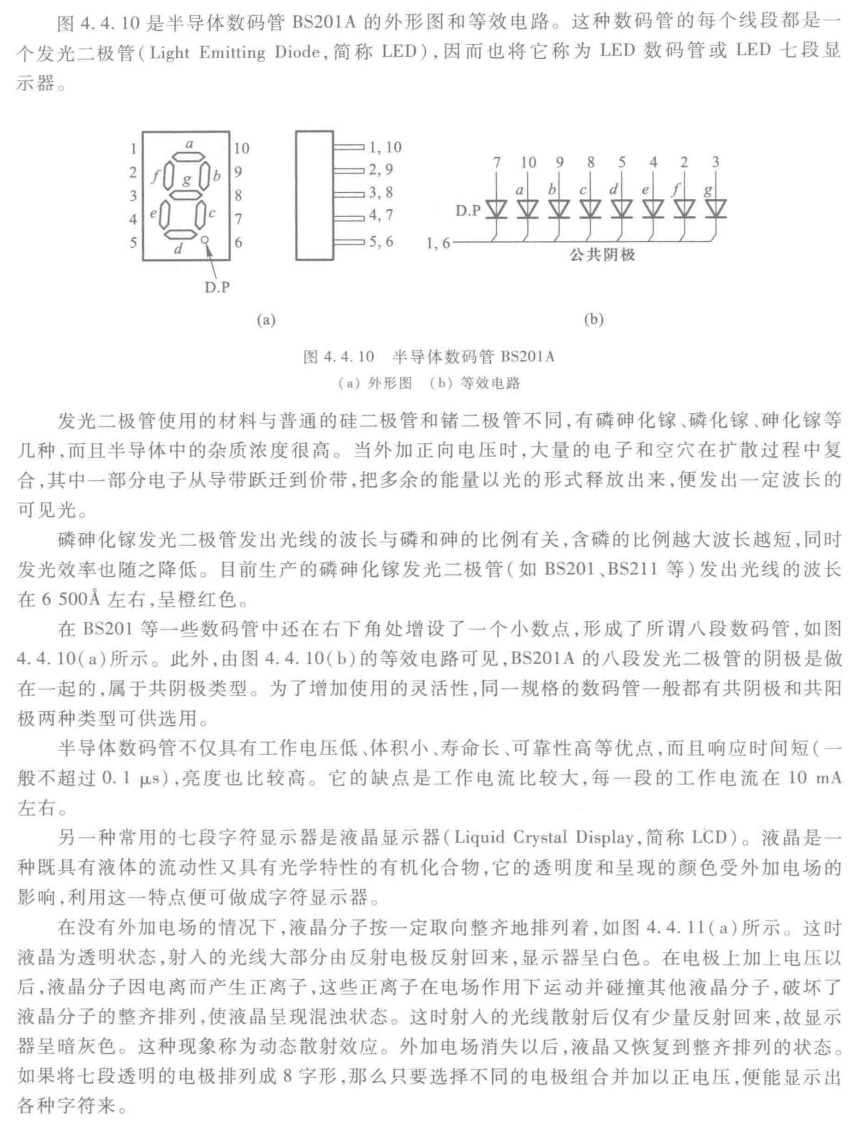 图 4.4.10 是半导体数码管 BS201A 的外形图和等效电路。这种数码管的每个线段都是一
个发光二极管(Light Emitting Diode,简称 LED),因而也将它称为 LED 数码管或 LED 七段显
示器。
1
2
3
4
5
a
f
g
b
e
c
d
10
9
8
7
6
D.P
1,10
2,9
3,8
4,7
5,6
7 10 9 8 5 4 2 3
D.P a b c d e f g
1,6
公共阴极
(a)
(b)
图 4.4.10 半导体数码管 BS201A
(a) 外形图 (b) 等效电路
发光二极管使用的材料与普通的硅二极管和锗二极管不同,有磷砷化镓、磷化镓、砷化镓等
几种,而且半导体中的杂质浓度很高。当外加正向电压时,大量的电子和空穴在扩散过程中复
合,其中一部分电子从导带跃迁到价带,把多余的能量以光的形式释放出来,便发出一定波长的
可见光。
磷砷化镓发光二极管发出光线的波长与磷和砷的比例有关,含磷的比例越大波长越短,同时
发光效率也随之降低。目前生产的磷砷化镓发光二极管(如 BS201、BS211 等)发出光线的波长
在 6 500Å 左右,呈橙红色。
在 BS201 等一些数码管中还在右下角处增设了一个小数点,形成了所谓八段数码管,如图
4.4.10(a)所示。此外,由图 4.4.10(b)的等效电路可见,BS201A 的八段发光二极管的阴极是做
在一起的,属于共阴极类型。为了增加使用的灵活性,同一规格的数码管一般都有共阴极和共阳
极两种类型可供选用。
半导体数码管不仅具有工作电压低、体积小、寿命长、可靠性高等优点,而且响应时间短(一
般不超过 0.1 μs),亮度也比较高。它的缺点是工作电流比较大,每一段的工作电流在 10 mA
左右。
另一种常用的七段字符显示器是液晶显示器(Liquid Crystal Display,简称 LCD)。液晶是一
种既具有液体的流动性又具有光学特性的有机化合物,它的透明度和呈现的颜色受外加电场的
影响,利用这一特点便可做成字符显示器。
在没有外加电场的情况下,液晶分子按一定取向整齐地排列着,如图 4.4.11(a)所示。这时
液晶为透明状态,射入的光线大部分由反射电极反射回来,显示器呈白色。在电极上加上电压以
后,液晶分子因电离而产生正离子,这些正离子在电场作用下运动并碰撞其他液晶分子,破坏了
液晶分子的整齐排列,使液晶呈现混浊状态。这时射入的光线散射后仅有少量反射回来,故显示
器呈暗灰色。这种现象称为动态散射效应。外加电场消失以后,液晶又恢复到整齐排列的状态。
如果将七段透明的电极排列成 8 字形,那么只要选择不同的电极组合并加以正电压,便能显示出
各种字符来。